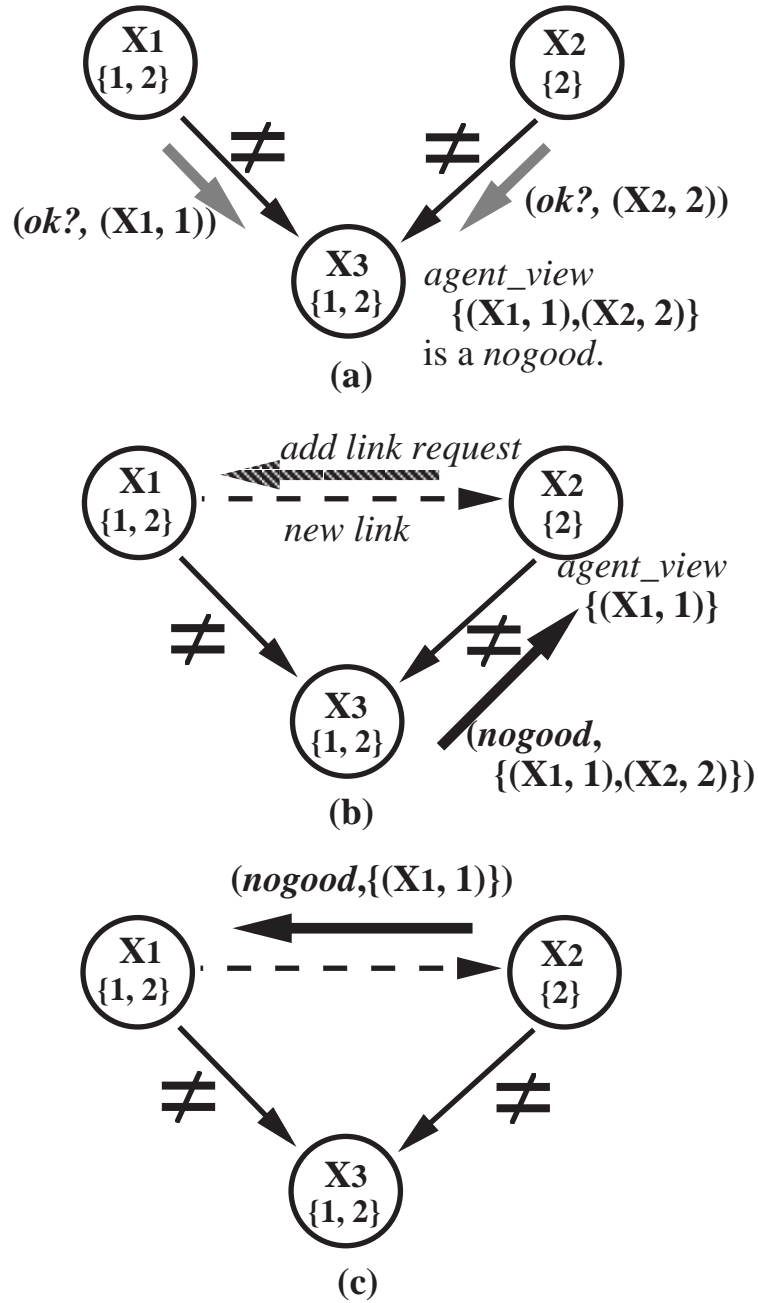 X1
{1, 2}
X2
{2}
≠
≠
(ok?, (X1, 1))
(ok?, (X2, 2))
X3
{1, 2}
agent_view
{(X1, 1),(X2, 2)}
is a nogood.
(a)
add link request
X1
{1, 2}
X2
{2}
new link
agent_view
{(X1, 1)}
≠
≠
X3
{1, 2}
(nogood,
{(X1, 1),(X2, 2)})
(b)
(nogood,{(X1, 1)})
X1
{1, 2}
X2
{2}
≠
≠
X3
{1, 2}
(c)